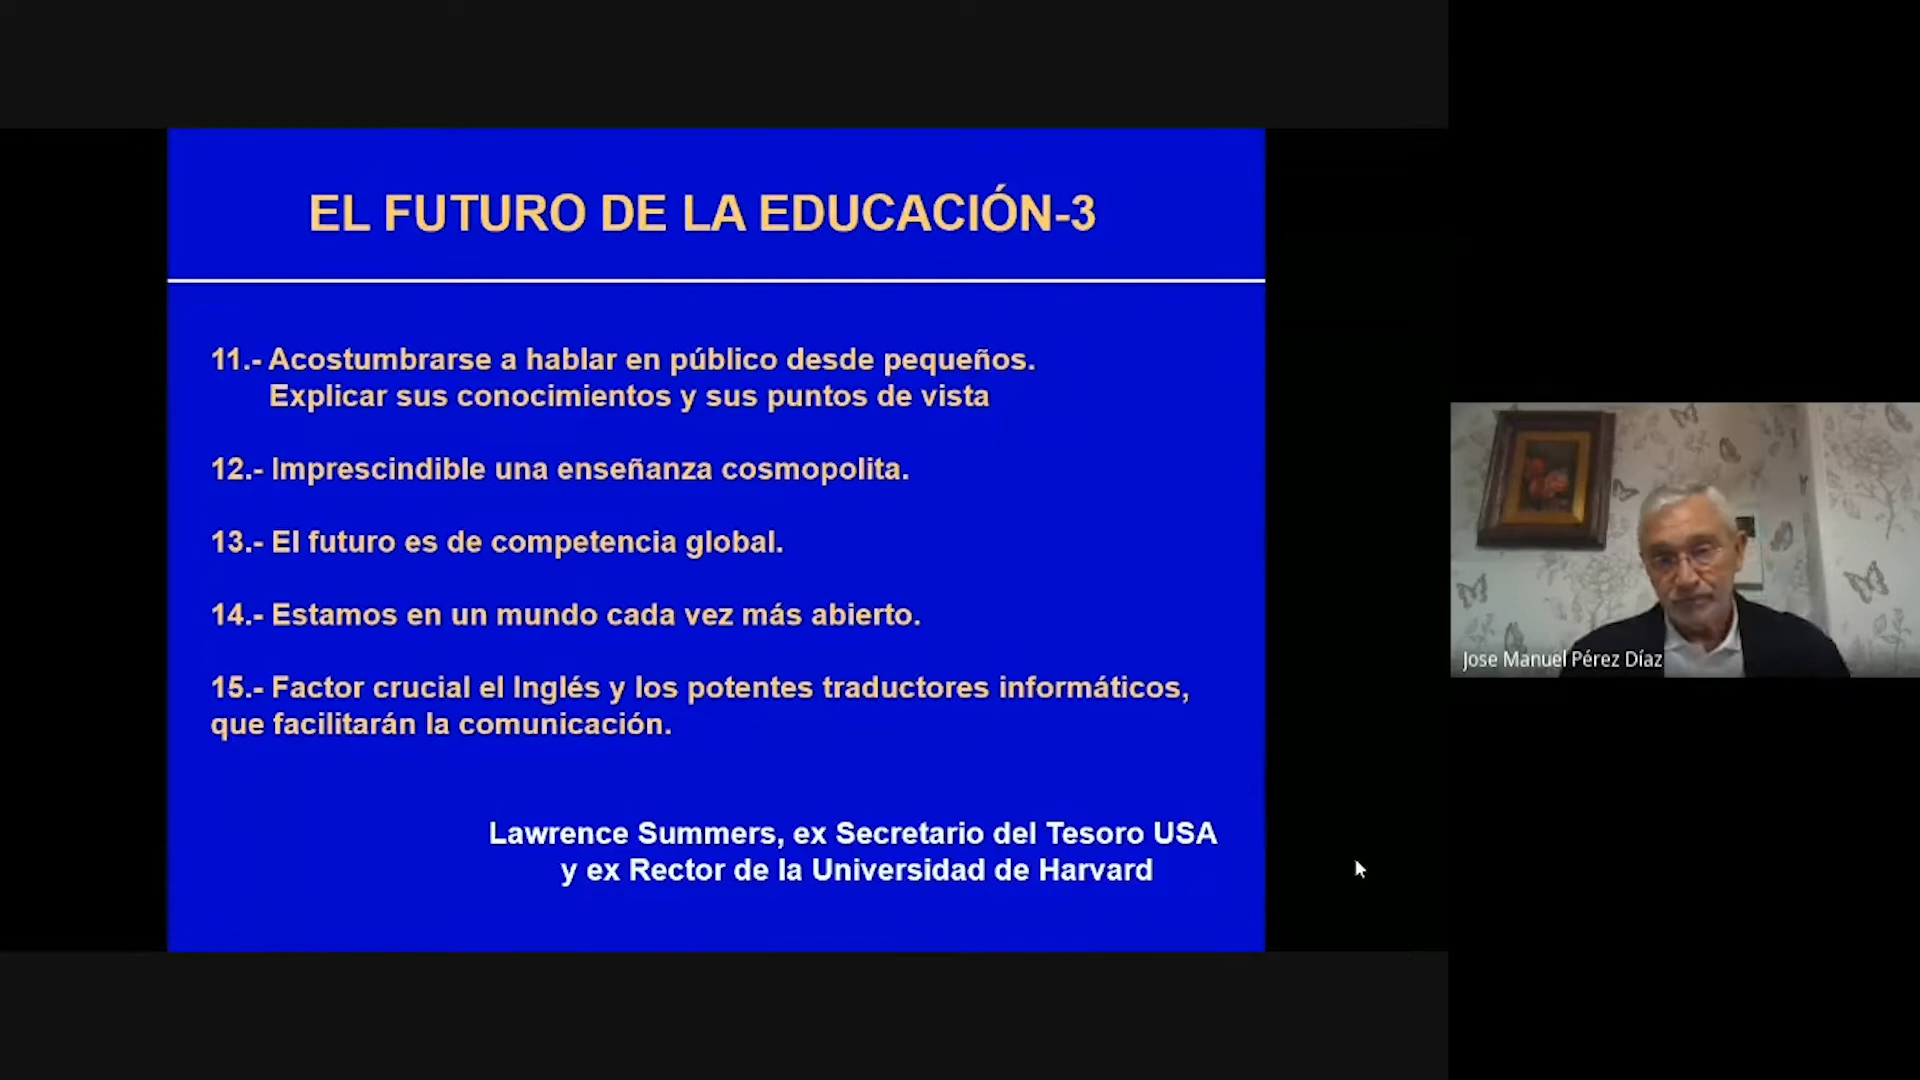 EL FUTURO DE LA EDUCACIÓN-3
11.- Acostumbrarse a hablar en público desde pequeños.
Explicar sus conocimientos y sus puntos de vista
12.- Imprescindible una enseñanza cosmopolita.
13.- El futuro es de competencia global.
14.- Estamos en un mundo cada vez más abierto.
15.- Factor crucial el Inglés y los potentes traductores informáticos,
que facilitarán la comunicación.
Lawrence Summers, ex Secretario del Tesoro USA
y ex Rector de la Universidad de Harvard
Jose Manuel Pérez Díaz